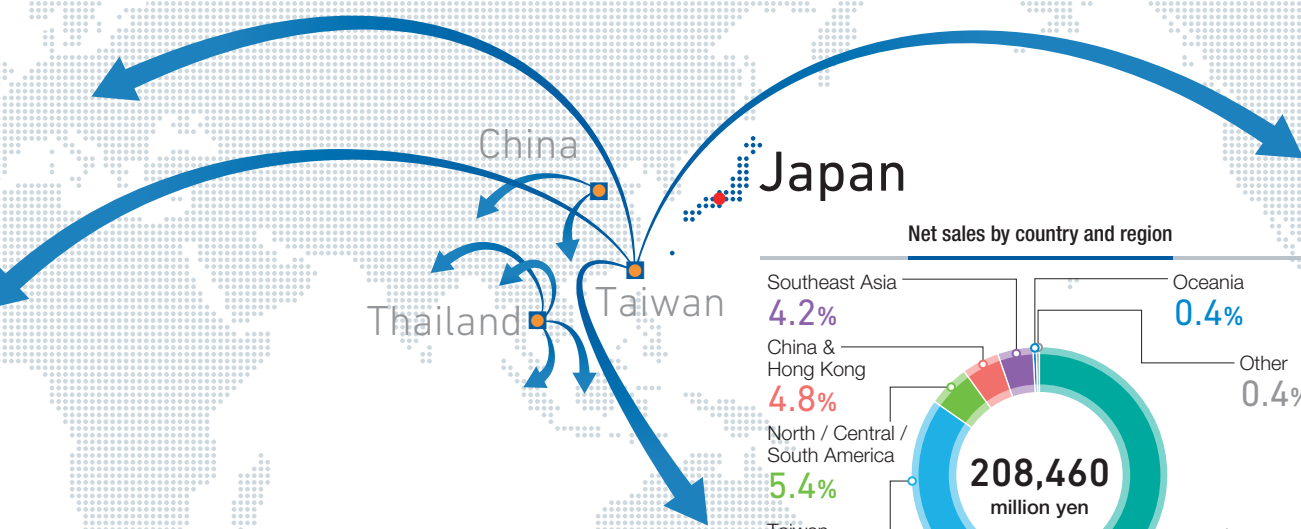 China
Japan
Taiwan
Thailand
Net sales by country and region
Southeast Asia
4.2%
China &
Hong Kong
4.8%
North / Central /
South America
5.4%
Taiwan
Oceania
0.4%
Other
0.4%
208,460
million yen